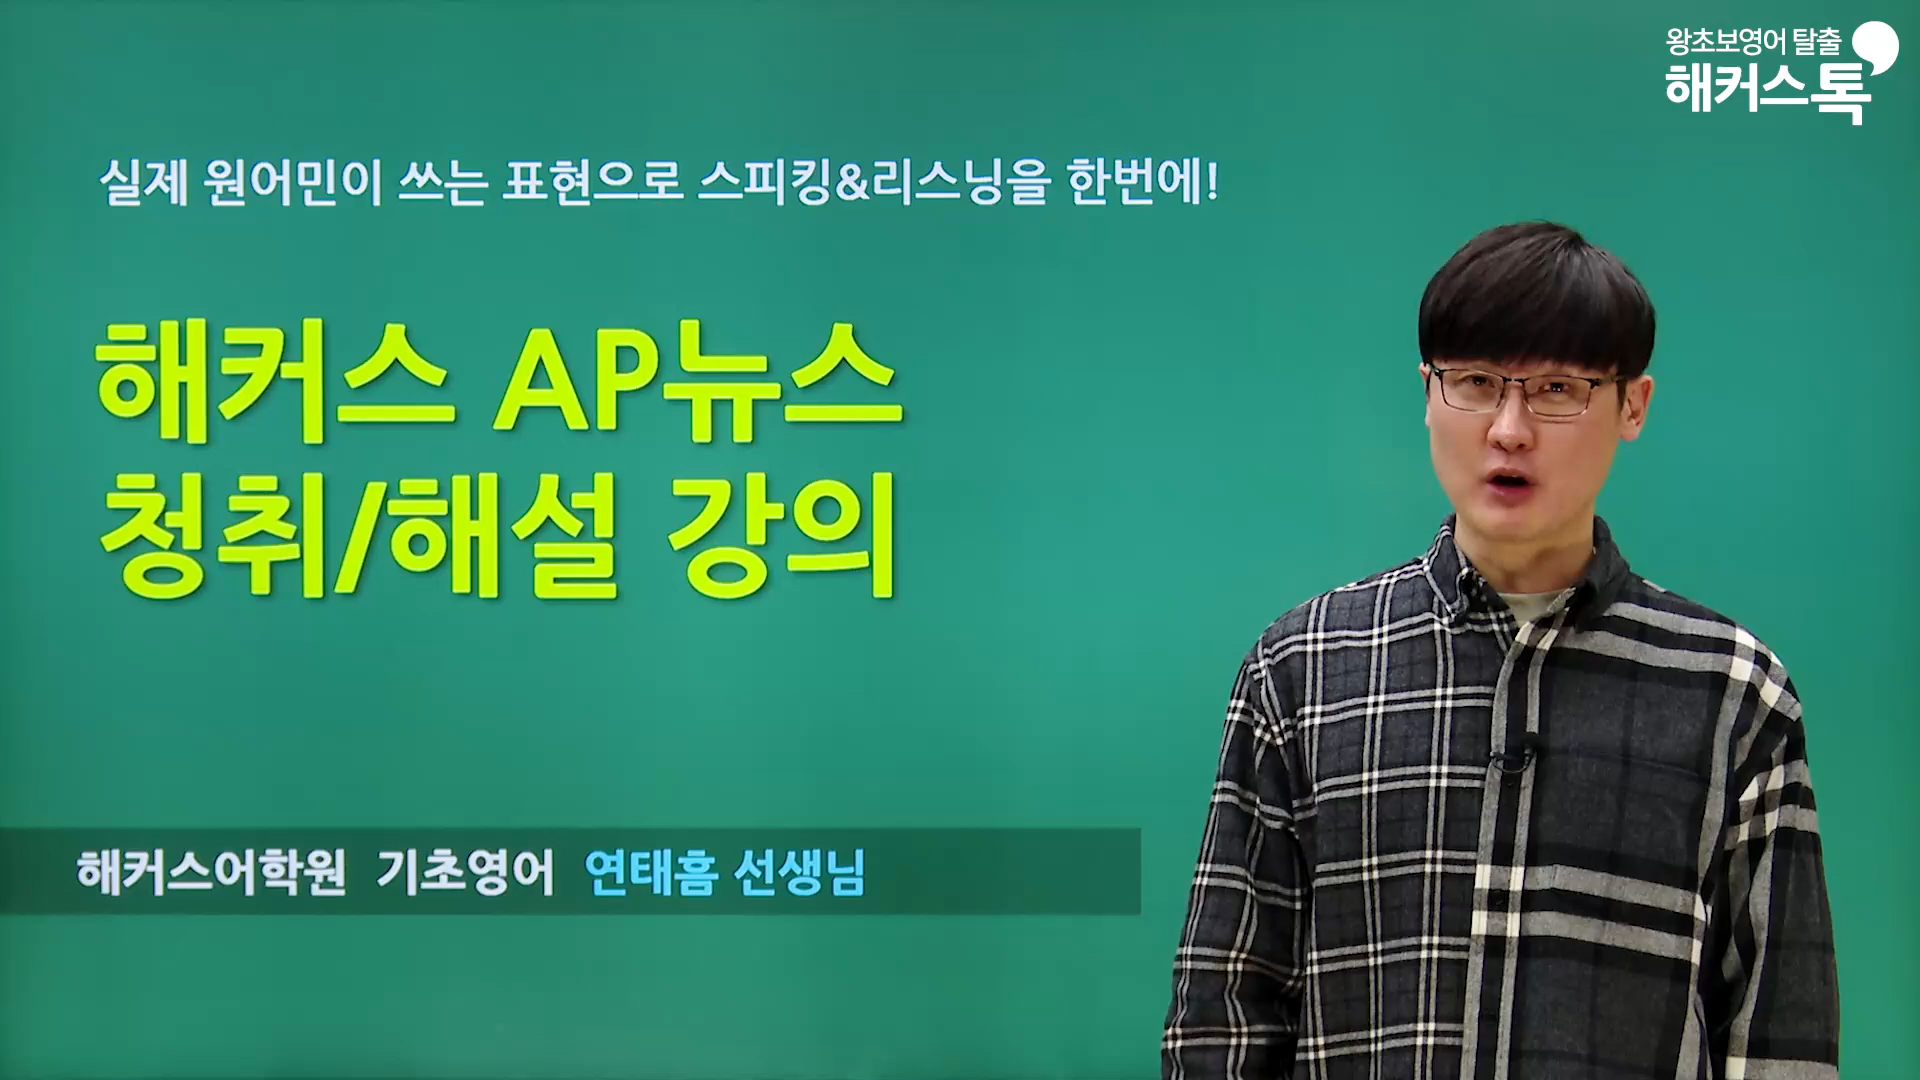 왕초보영어 탈출
해커스톡
실제 원어민이 쓰는 표현으로 스피킹&리스닝을 한번에!
해커스 AP뉴스
청취/해설 강의
해커스어학원 기초영어 연태흠 선생님